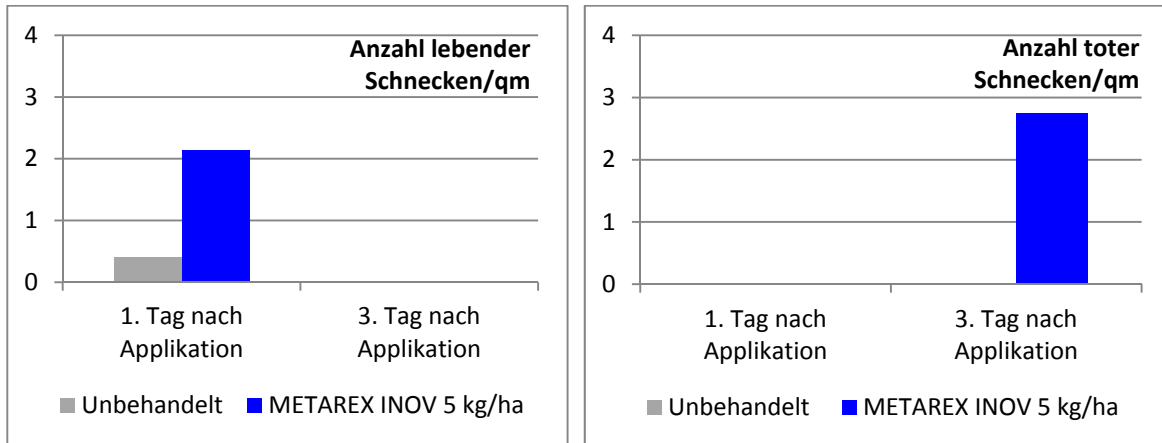 Anzahl lebender
Schnecken/qm
4
3
2
1
0
1. Tag nach
Applikation
3. Tag nach
Applikation
Unbehandelt METAREX INOV 5 kg/ha
Anzahl toter
Schnecken/qm
4
3
2
1
0
1. Tag nach
Applikation
3. Tag nach
Applikation
Unbehandelt METAREX INOV 5 kg/ha